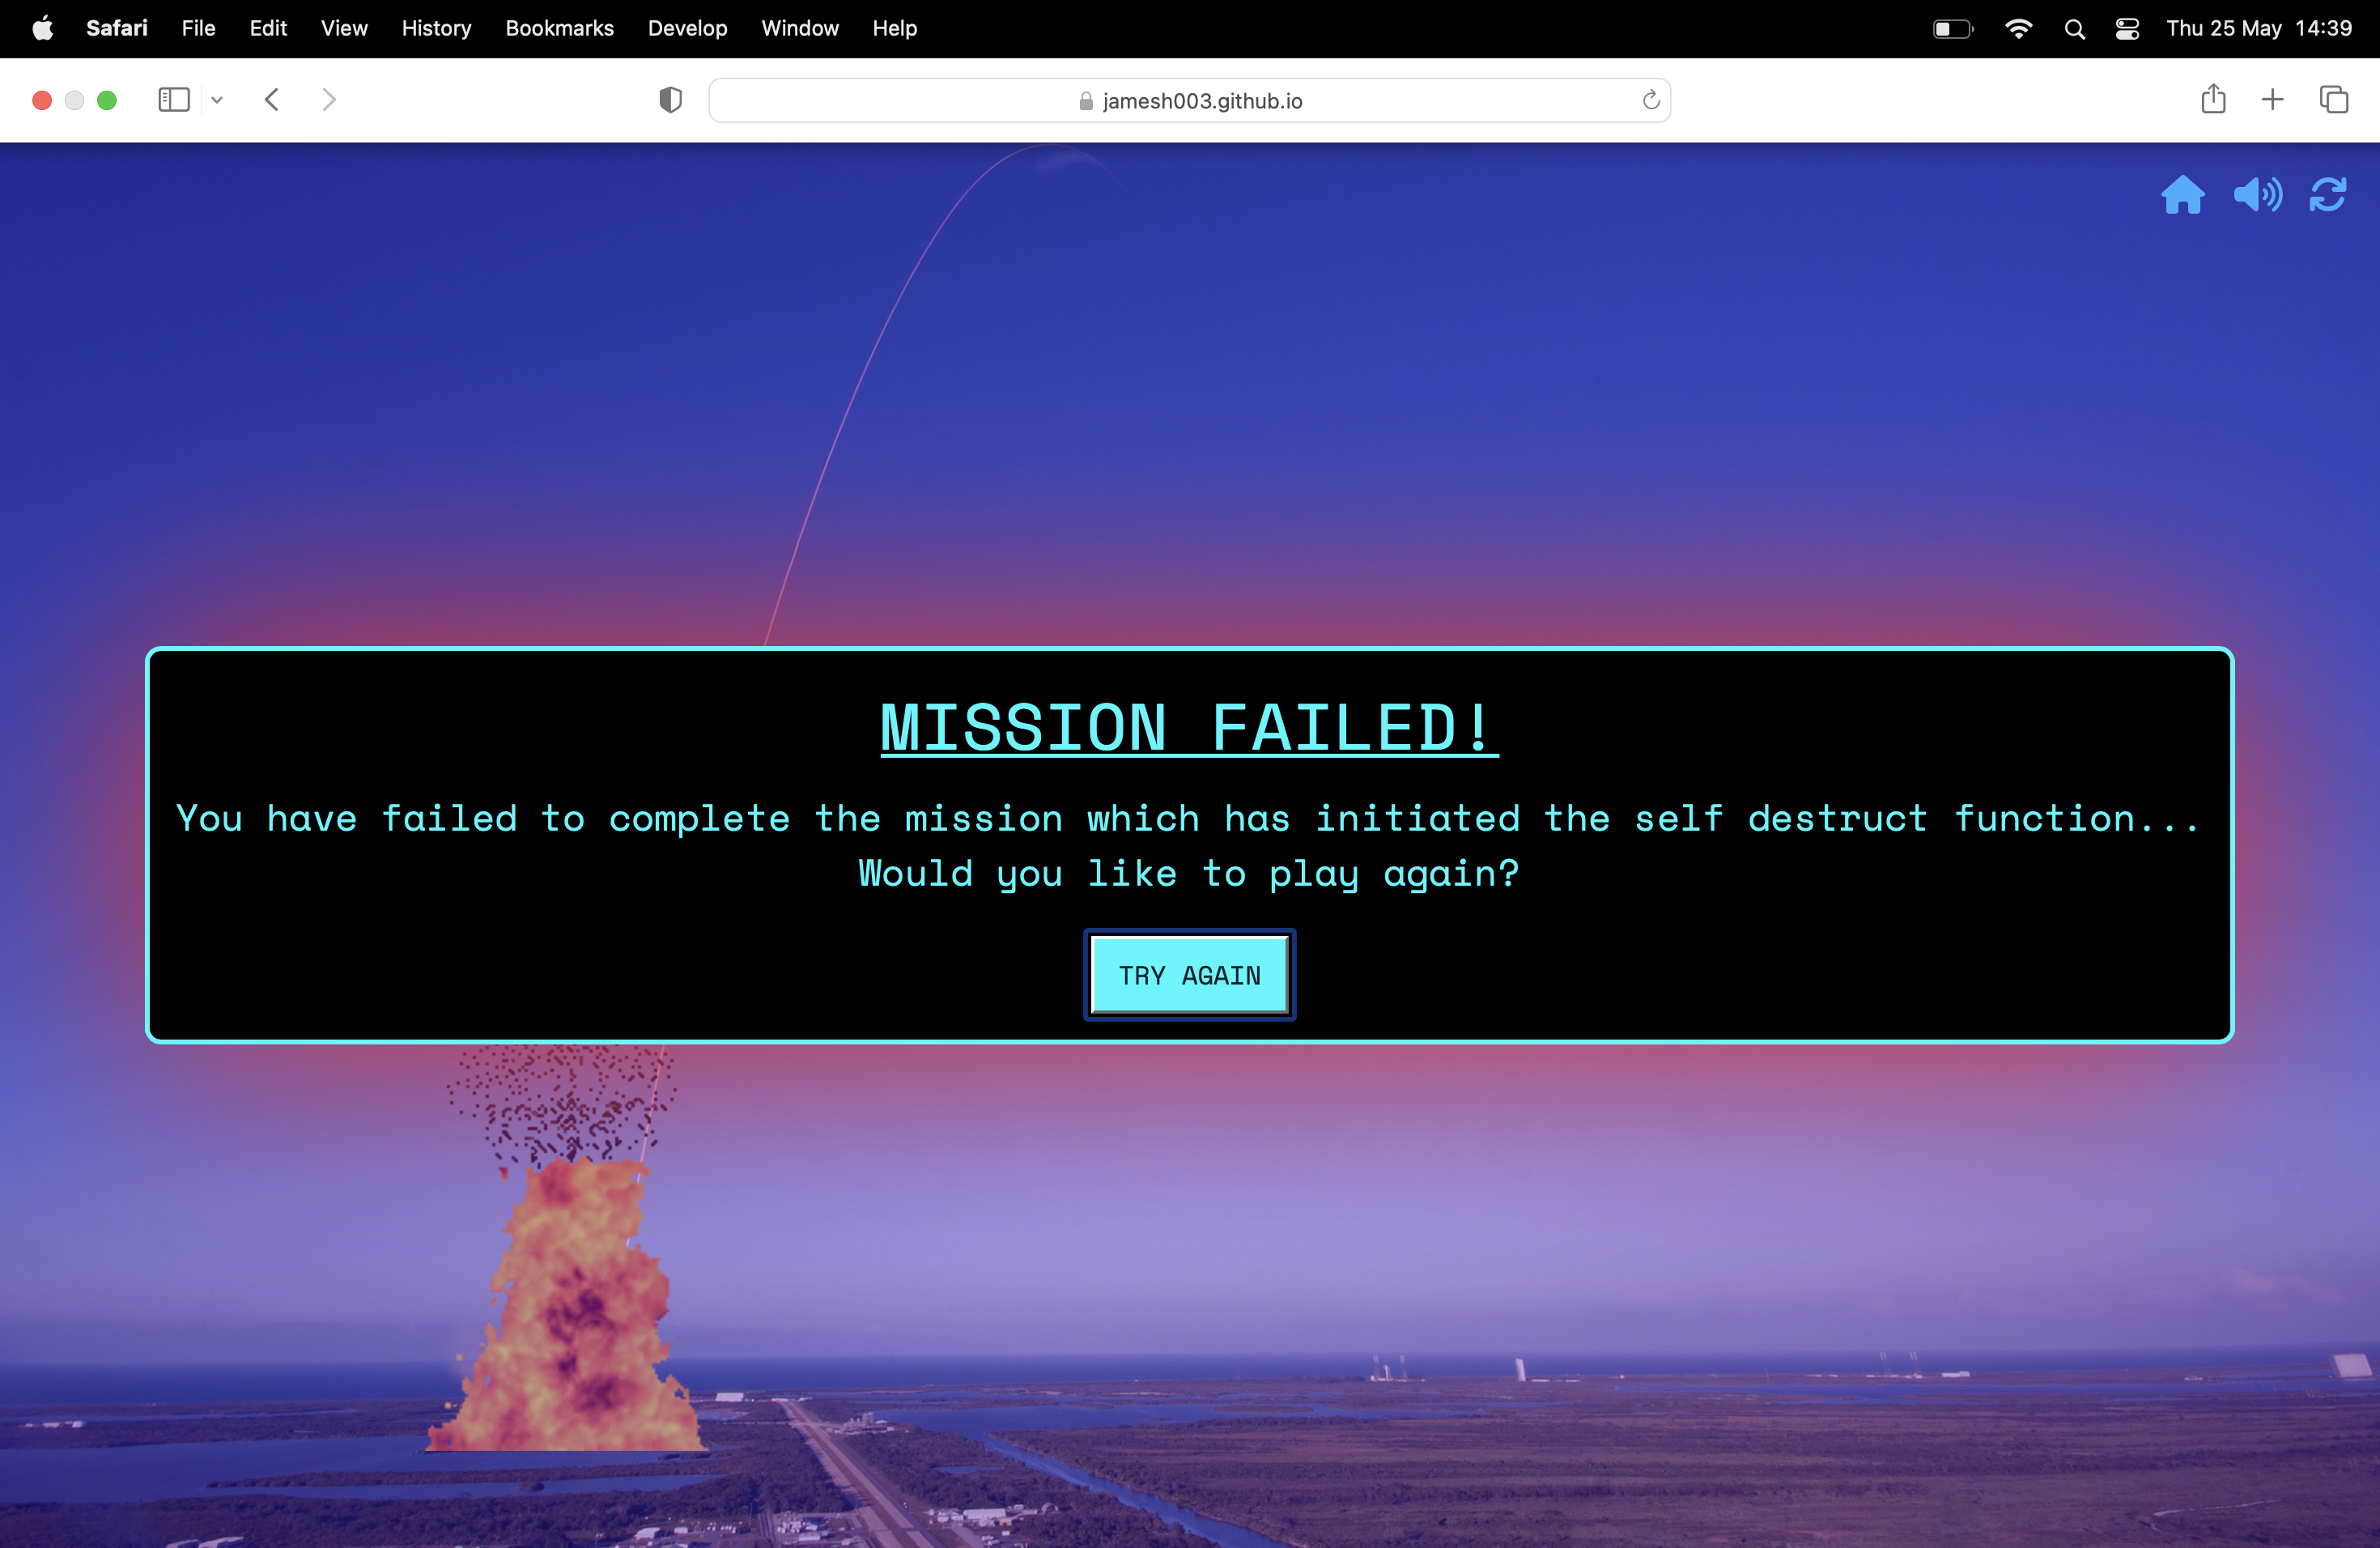 Safari File Edit View History Bookmarks Develop Window Help Thu 25 May 14:39
jamesh003.github.io
MISSION FAILED!
You have failed to complete the mission which has initiated the self destruct function...
Would you like to play again?
TRY AGAIN